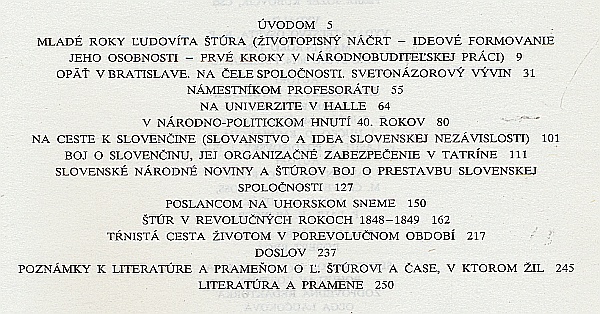 ÚVODOM 5
MLADÉ ROKY ĽUDOVÍTA ŠTÚRA (ŽIVOTOPISNÝ NÁČRT – IDEOVÉ FORMOVANIE
JEHO OSOBNOSTI – PRVÉ KROKY V NÁRODNOBUDITEĽSKEJ PRÁCI) 9
OPÄŤ V BRATISLAVE. NA ČELE SPOLOČNOSTI. SVETONÁZOROVÝ VÝVIN 31
NÁMESTNÍKOM PROFESORÁTU 55
NA UNIVERZITE V HALLE 64
V NÁRODNO-POLITICKOM HNUTÍ 40. ROKOV 80
NA CESTE K SLOVENČINE (SLOVANSTVO A IDEA SLOVENSKEJ NEZÁVISLOSTI) 101
BOJ O SLOVENČINU, JEJ ORGANIZAČNÉ ZABEZPEČENIE V TATRÍNE 111
SLOVENSKÉ NÁRODNÉ NOVINY A ŠTÚROV BOJ O PRESTAVBU SLOVENSKEJ
SPOLOČNOSTI 127
POSLANCOM NA UHORSKOM SNEME 150
ŠTÚR V REVOLUČNÝCH ROKOCH 1848–1849 162
TŔNISTÁ CESTA ŽIVOTOM V POREVOLUČNOM OBDOBÍ 217
DOSLOV 237
POZNÁMKY K LITERATÚRE A PRAMEŇOM O Ľ. ŠTÚROVI A ČASE, V KTOROM ŽIL 245
LITERATÚRA A PRAMENE 250